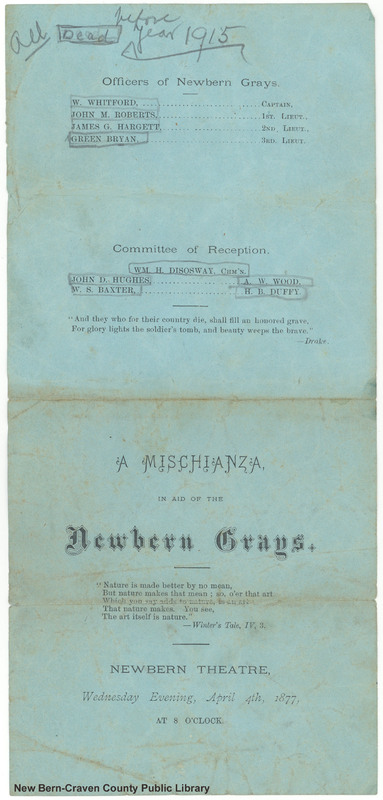 All Dead before year 1915
Officers of Newbern Grays.
W. WHITFORD, CAPTAIN.
JOHN M. ROBERTS, 1ST. LIEUT.,
JAMES G. HARGETT, 2ND. LIEUT.,
GREEN BRYAN, 3RD. LIEUT.
Committee of Reception.
WM. H. DISOSWAY, CHM'N.
JOHN D. HUGHES, A. W. WOOD,
W. S. BAXTER, H. B. DUFFY.
"And they who for their country die, shall fill an honored grave,
For glory lights the soldier's tomb, and beauty weeps the brave."
—Drake.
A MISCHIANZA,
IN AID OF THE
Newbern Grays.
"Nature is made better by no mean,
But nature makes that mean; so, o'er that art
Which you say adds to nature, is an art
That nature makes. You see,
The art itself is nature."
—Winter's Tale, IV, 3.
NEWBERN THEATRE,
Wednesday Evening, April 4th, 1877,
AT 8 O'CLOCK.
New Bern-Craven County Public Library